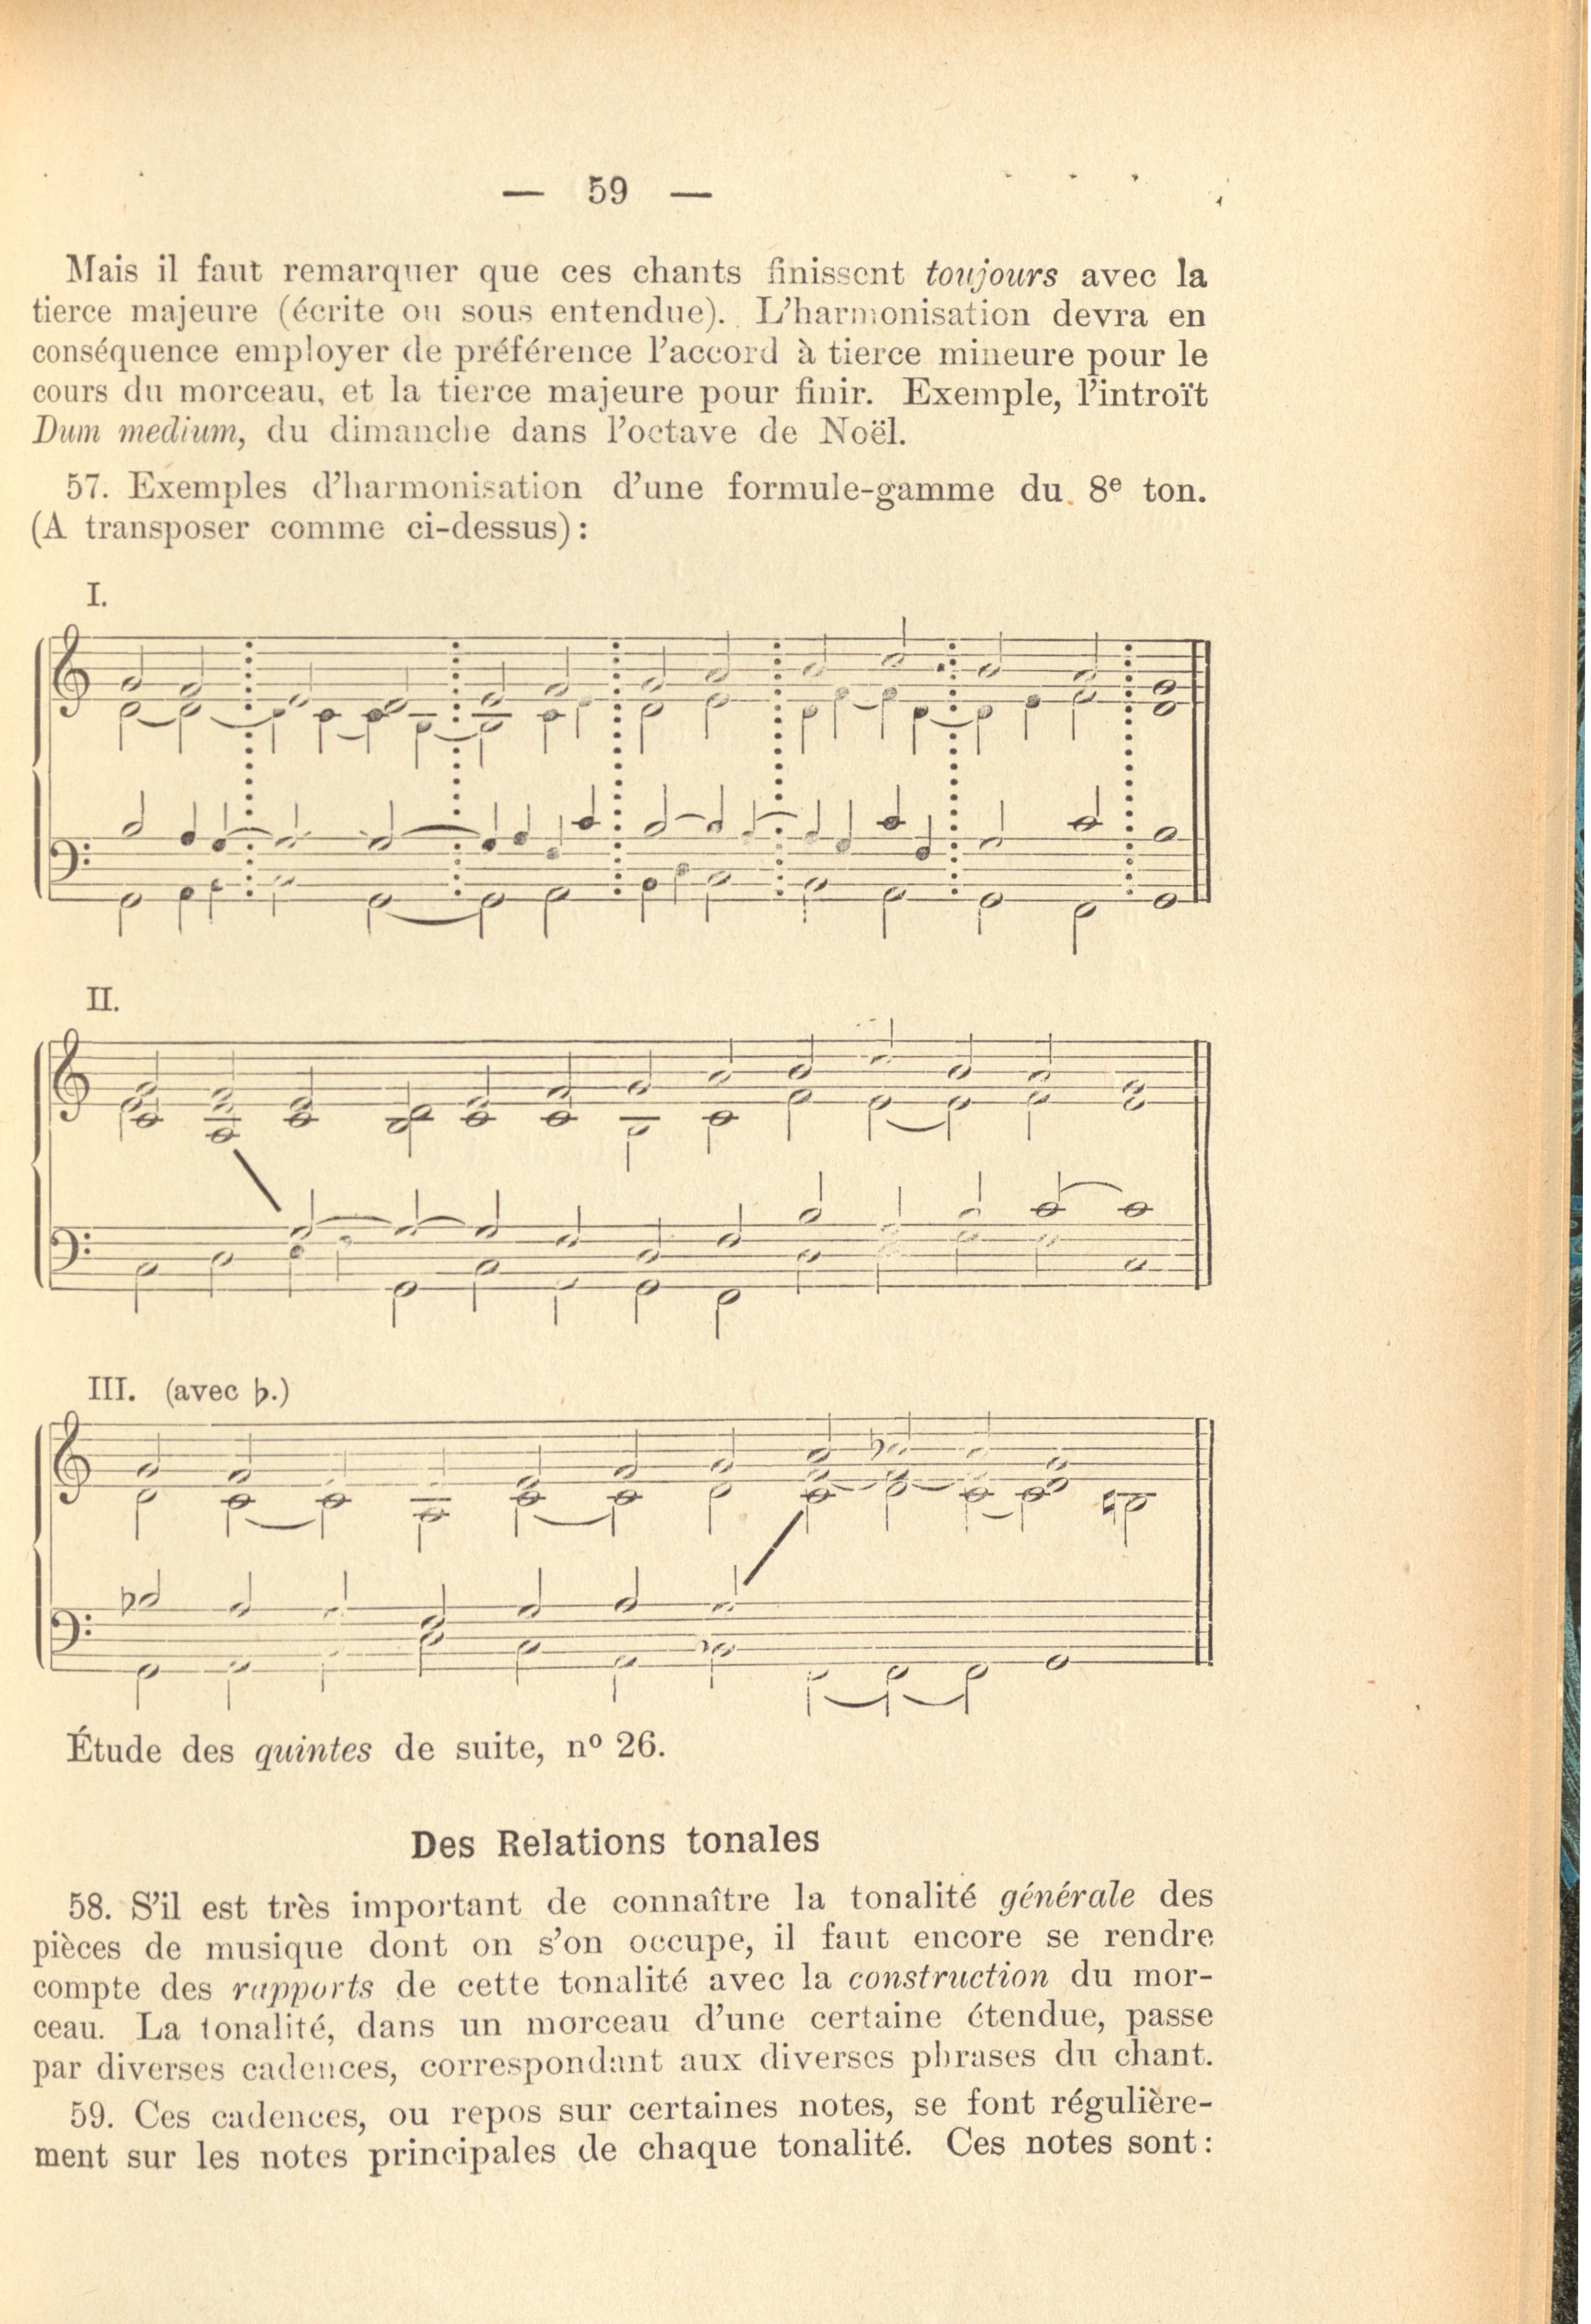 — 59 —
Mais il faut remarquer que ces chants finissent toujours avec la
tierce majeure (écrite ou sous entendue). L'harmonisation devra en
conséquence employer de préférence l'accord à tierce mineure pour le
cours du morceau, et la tierce majeure pour finir. Exemple, l'introït
Dum medium, du dimanche dans l'octave de Noël.
57. Exemples d'harmonisation d'une formule-gamme du 8e ton.
(A transposer comme ci-dessus):
I.
II.
III. (avec ♭.)
Étude des quintes de suite, nº 26.
Des Relations tonales
58. S'il est très important de connaître la tonalité générale des
pièces de musique dont on s'on occupe, il faut encore se rendre
compte des rapports de cette tonalité avec la construction du mor-
ceau. La tonalité, dans un morceau d'une certaine étendue, passe
par diverses cadences, correspondant aux diverses phrases du chant.
59. Ces cadences, ou repos sur certaines notes, se font régulière-
ment sur les notes principales de chaque tonalité. Ces notes sont: